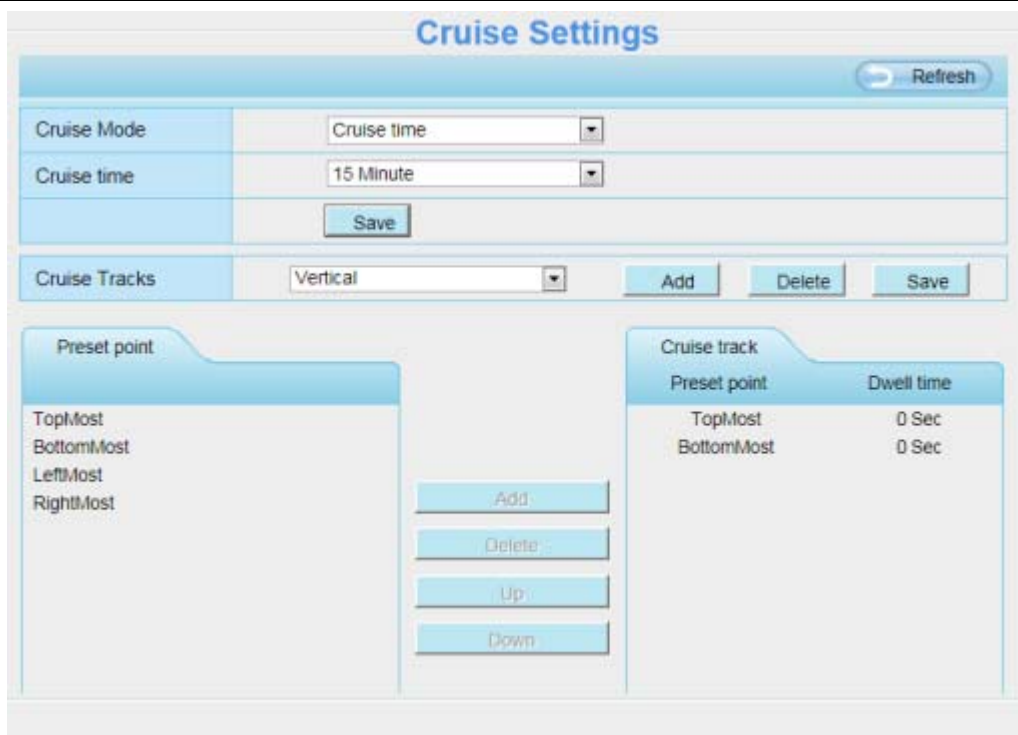 Cruise Settings
Refresh
Cruise Mode Cruise time
Cruise time 15 Minute
Save
Cruise Tracks Vertical Add Delete Save
Preset point
TopMost
BottomMost
LeftMost
RightMost
Add
Delete
Up
Down
Cruise track
Preset point Dwell time
TopMost 0 Sec
BottomMost 0 Sec